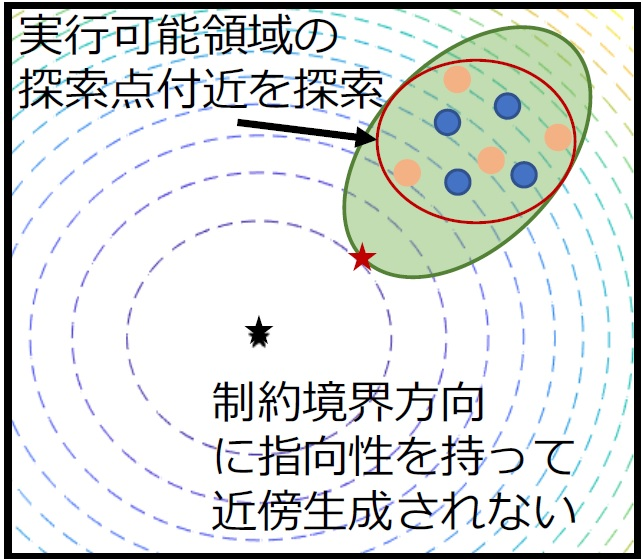 実行可能領域の
探索点付近を探索
制約境界方向
に指向性を持って
近傍生成されない